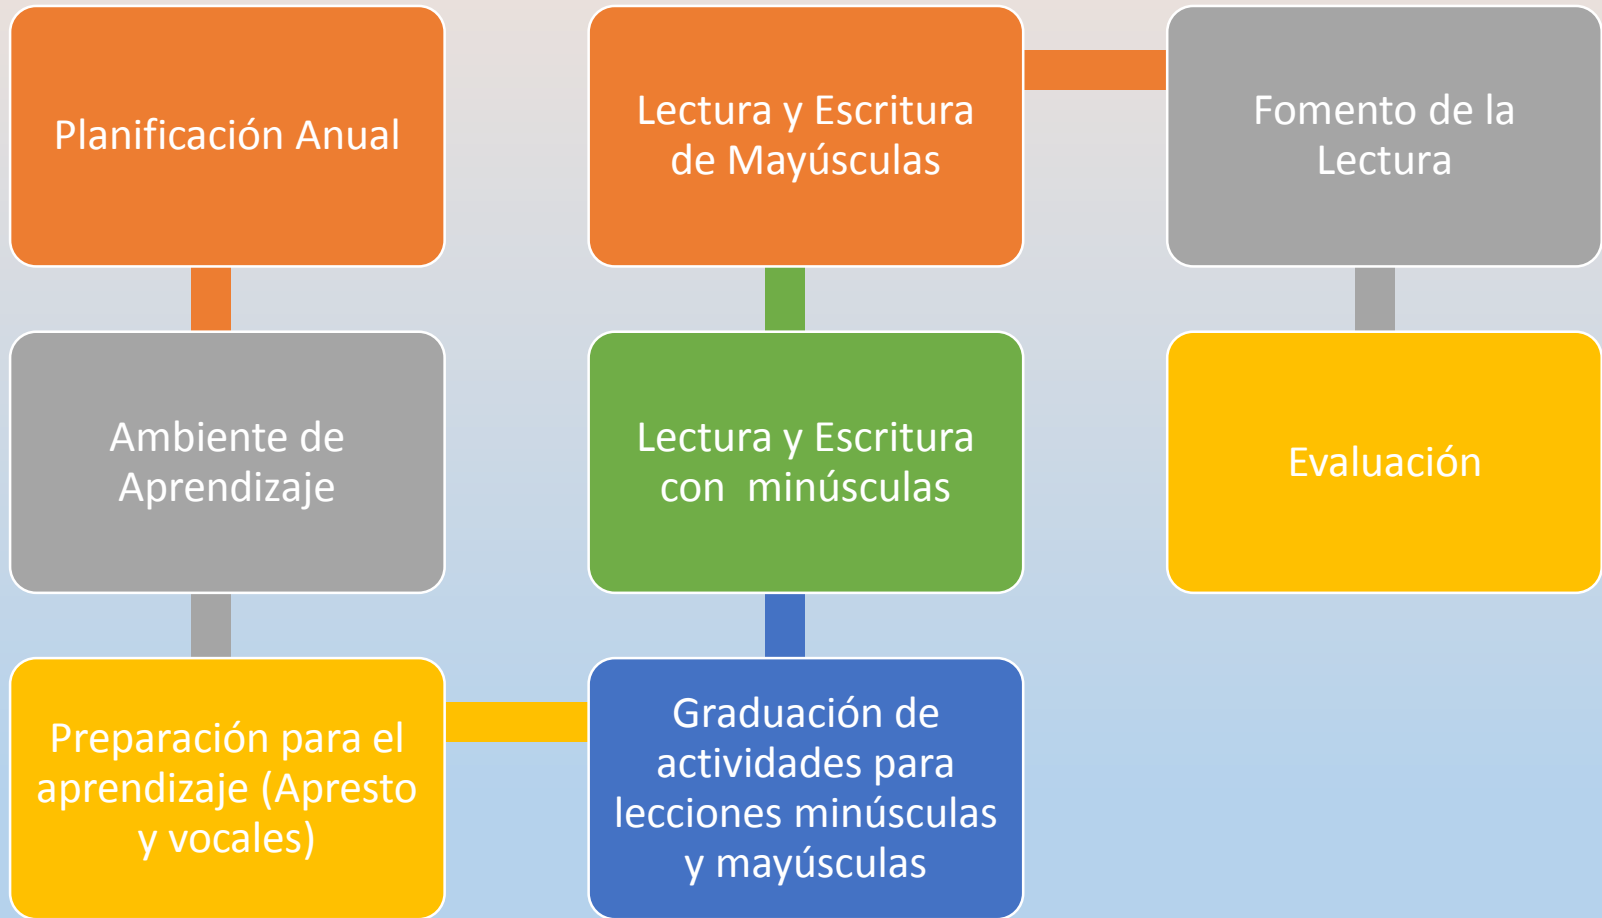 Planificación Anual
Ambiente de
Aprendizaje
Preparación para el
aprendizaje (Apresto
y vocales)
Graduación de
actividades para
lecciones minúsculas
y mayúsculas
Lectura y Escritura
con  minúsculas
Lectura y Escritura
de Mayúsculas
Fomento de la
Lectura
Evaluación